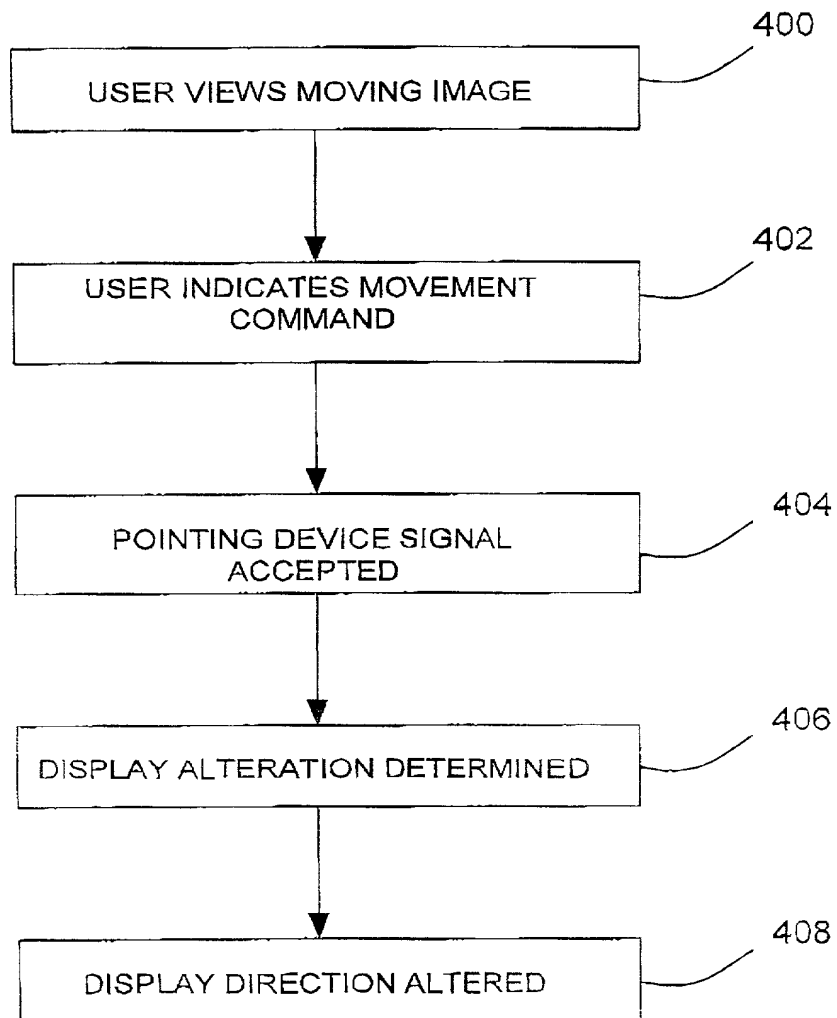 400
USER VIEWS MOVING IMAGE
402
USER INDICATES MOVEMENT
COMMAND
404
POINTING DEVICE SIGNAL
ACCEPTED
406
DISPLAY ALTERATION DETERMINED
408
DISPLAY DIRECTION ALTERED